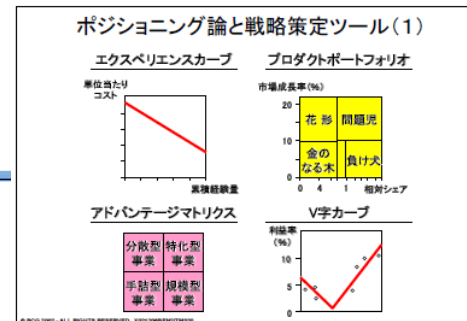 ポジショニング論と戦略策定ツール(1)
エクスペリエンスカーブ
プロダクトポートフォリオ
単位当たり
コスト
累積経験量
市場成長率(%)
20
10
0
花形
問題児
金の
なる木
負け犬
0 4 1 相対シェア
アドバンテージマトリクス
V字カーブ
分散型
事業
特化型
事業
手詰型
事業
規模型
事業
利益率
(%)
10
5
0